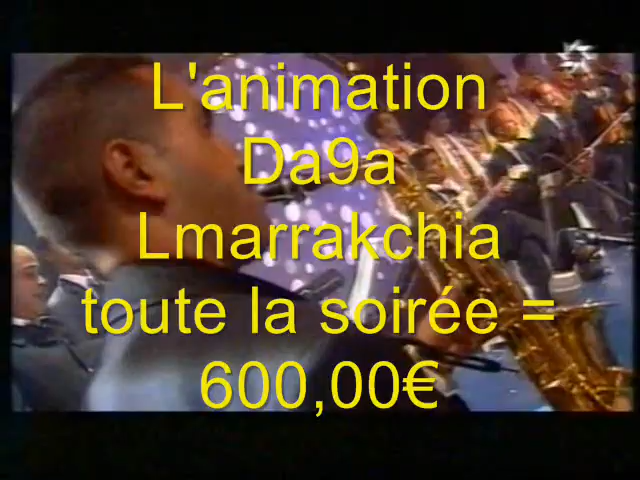 L'animation
Da9a
Lmarrakchia
toute la soirée =
600,00€